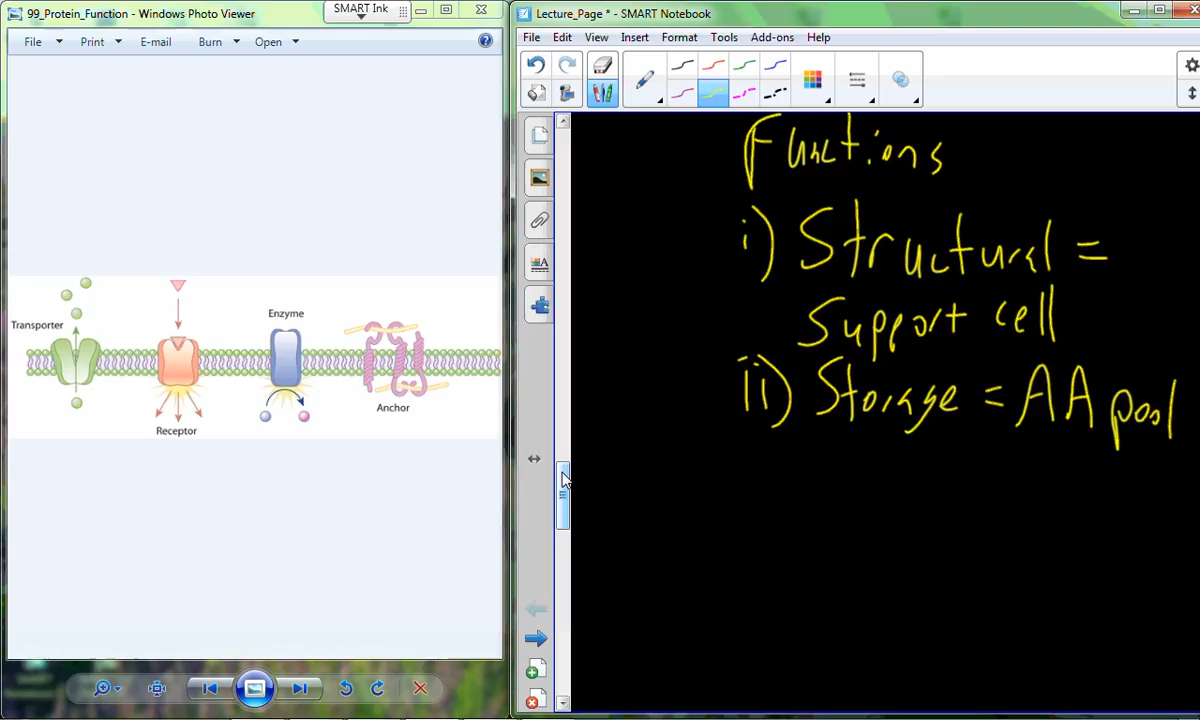 99_Protein_Function - Windows Photo Viewer
SMART Ink
File Print E-mail Burn Open
Transporter
Enzyme
Receptor
Anchor
Lecture_Page * - SMART Notebook
File Edit View Insert Format Tools Add-ons Help
Functions
i) Structural =
Support cell
ii) Storage = AA pool